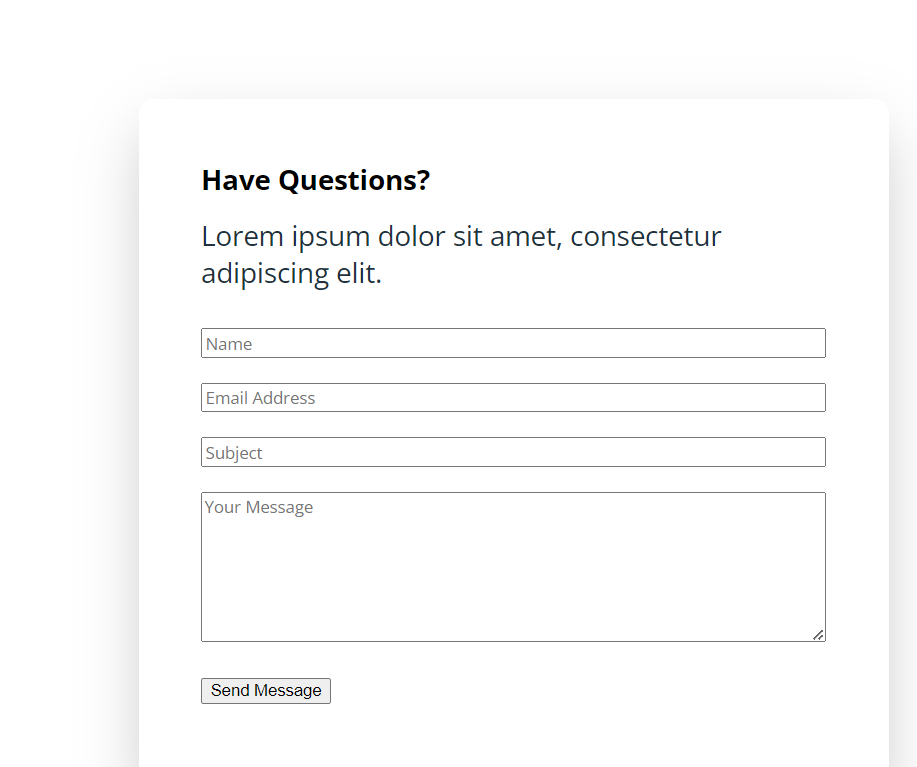 Have Questions?
Lorem ipsum dolor sit amet, consectetur
adipiscing elit.
Name
Email Address
Subject
Your Message
Send Message